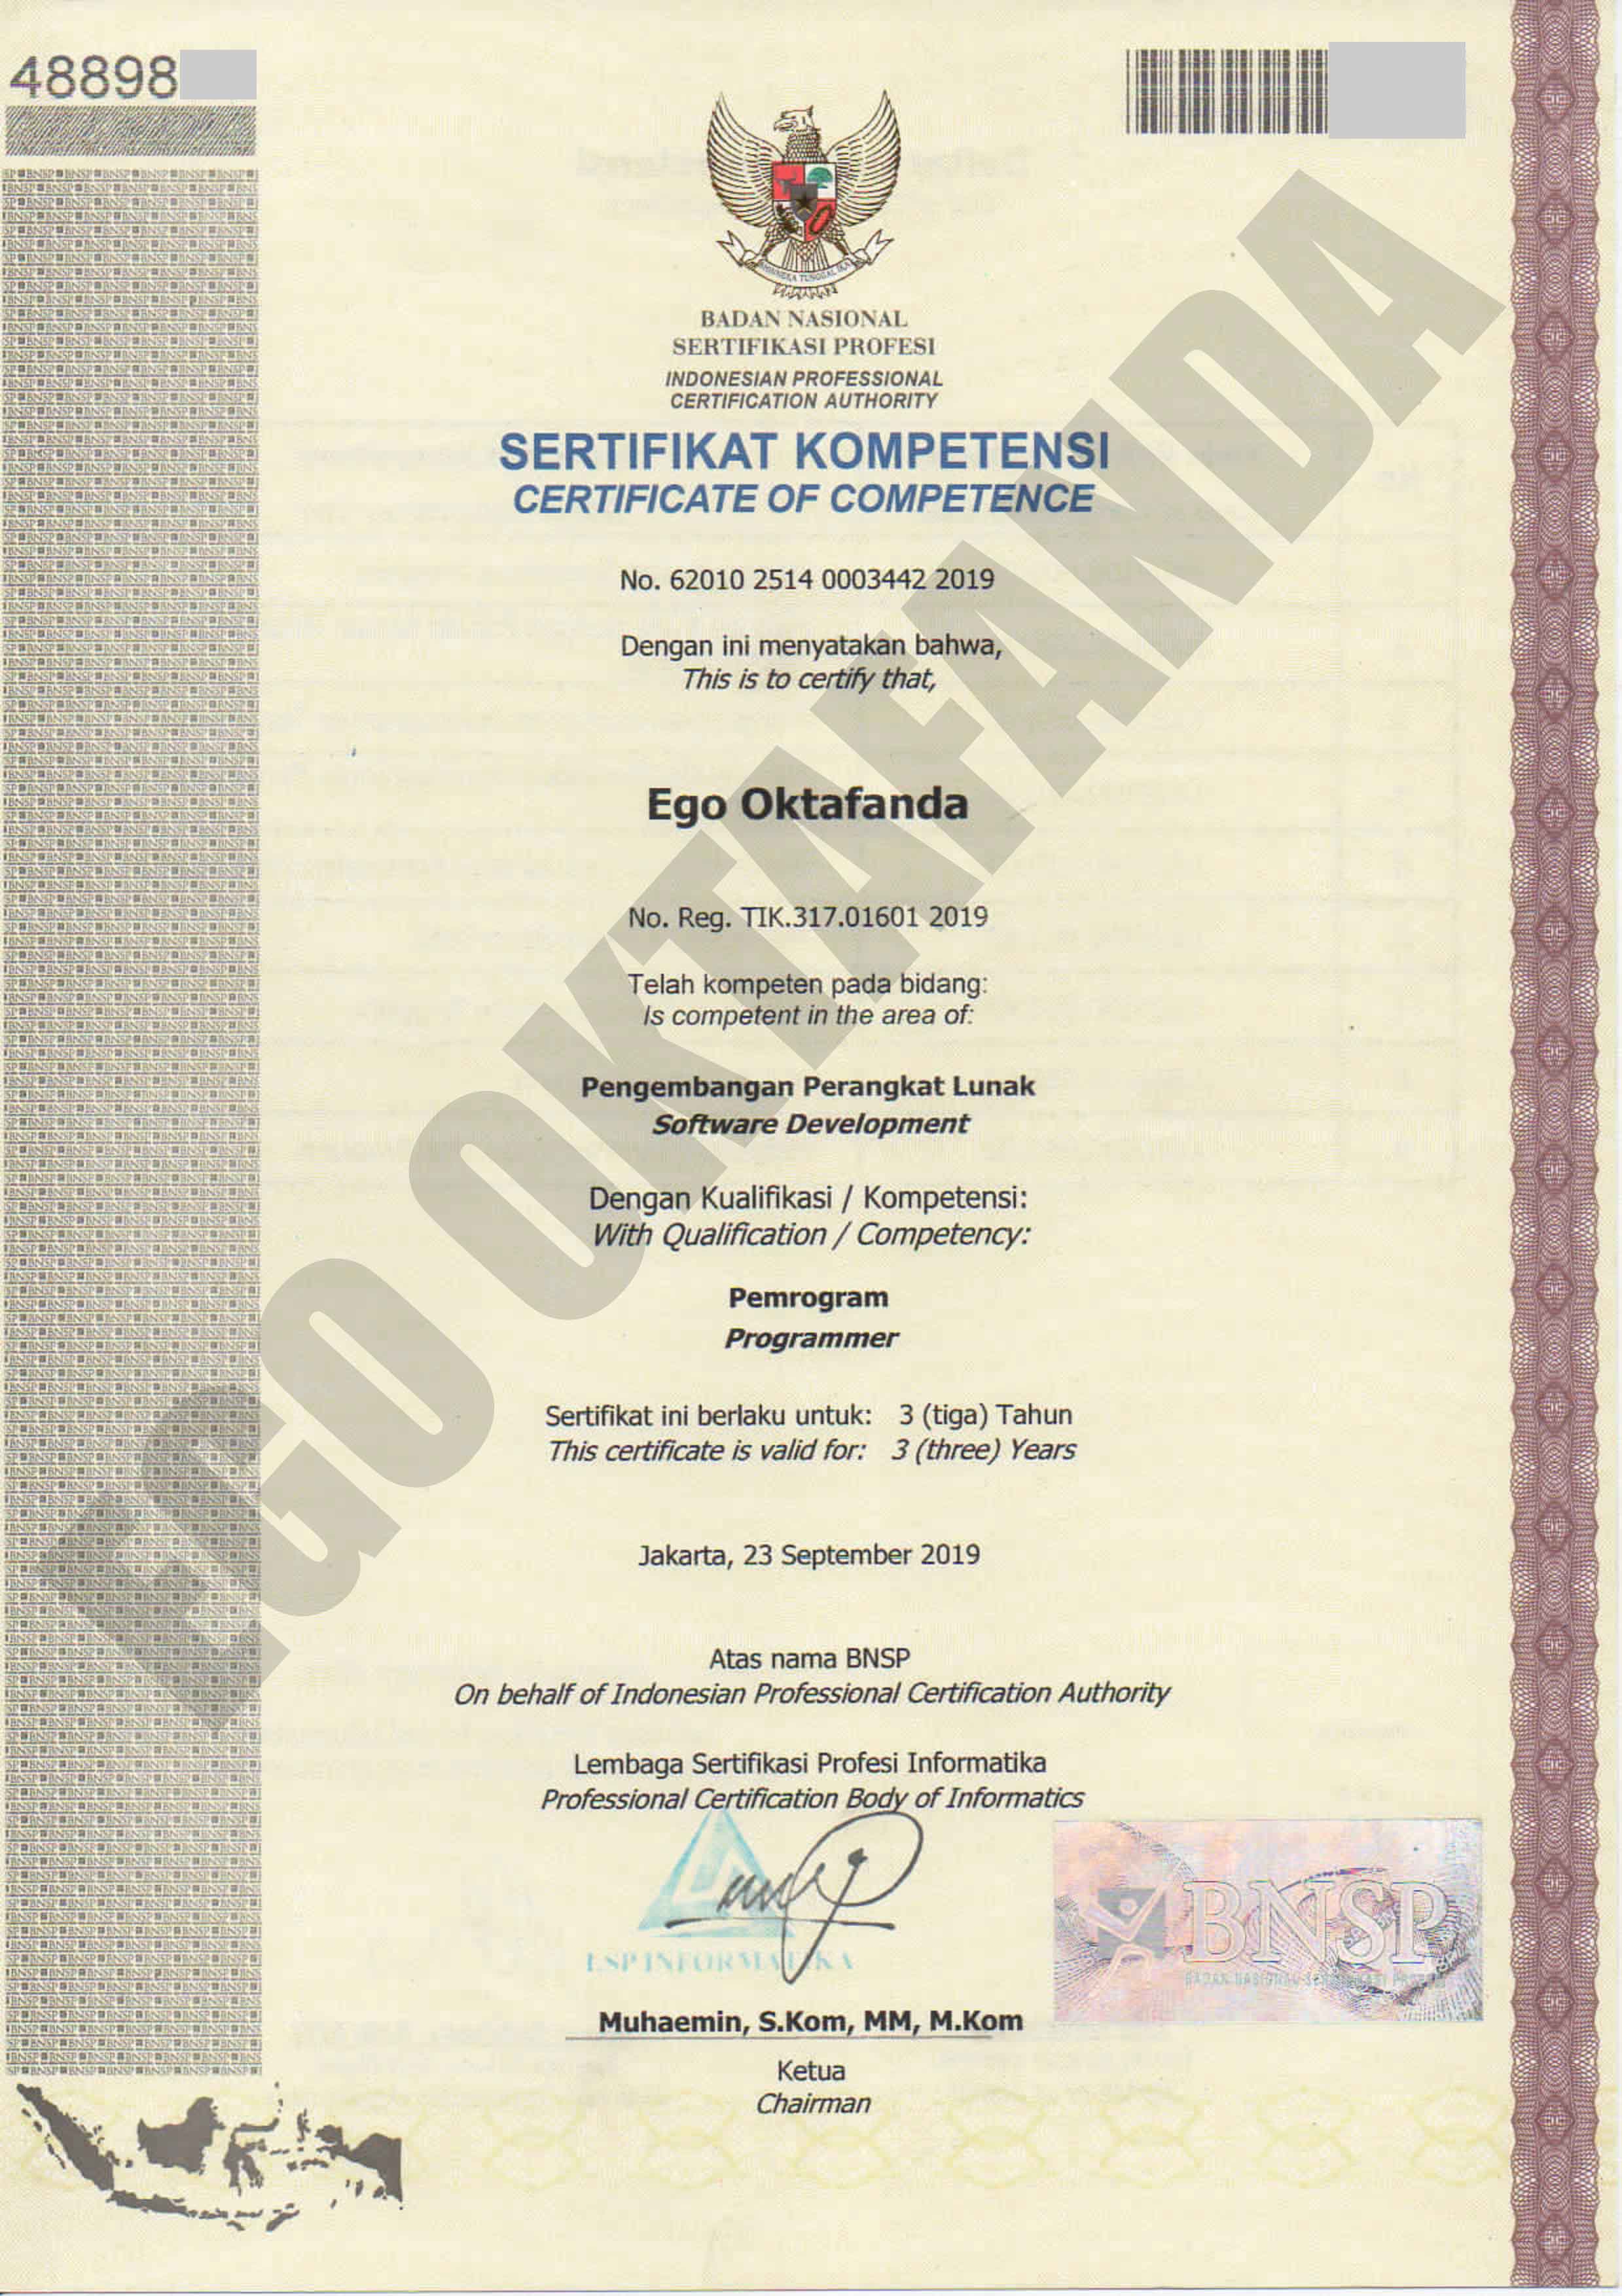 48898
BHINNEKA TUNGGAL IKA
BADAN NASIONAL
SERTIFIKASI PROFESI
INDONESIAN PROFESSIONAL
CERTIFICATION AUTHORITY
SERTIFIKAT KOMPETENSI
CERTIFICATE OF COMPETENCE
No. 62010 2514 0003442 2019
Dengan ini menyatakan bahwa,
This is to certify that,
Ego Oktafanda
No. Reg. TIK.317.01601 2019
Telah kompeten pada bidang:
Is competent in the area of:
Pengembangan Perangkat Lunak
Software Development
Dengan Kualifikasi / Kompetensi:
With Qualification / Competency:
Pemrogram
Programmer
Sertifikat ini berlaku untuk: 3 (tiga) Tahun
This certificate is valid for: 3 (three) Years
Jakarta, 23 September 2019
Atas nama BNSP
On behalf of Indonesian Professional Certification Authority
Lembaga Sertifikasi Profesi Informatika
Professional Certification Body of Informatics
LSP INFORMATIKA
BNSP
BADAN NASIONAL SERTIFIKASI PROFESI
Muhaemin, S.Kom, MM, M.Kom
Ketua
Chairman
EGO OKTAFANDA